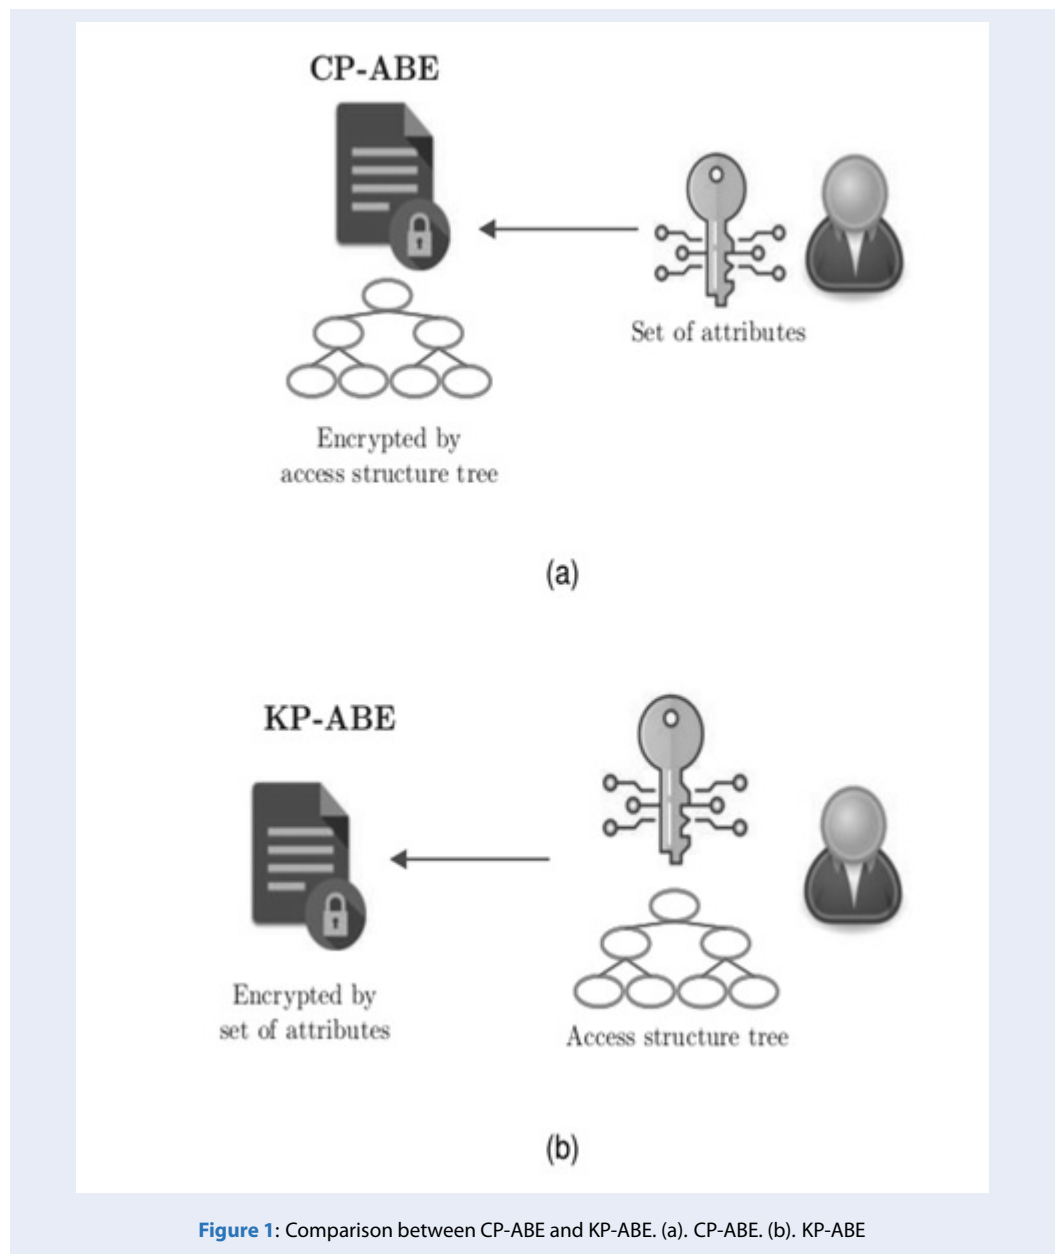 CP-ABE
Set of attributes
Encrypted by
access structure tree
(a)
KP-ABE
Encrypted by
set of attributes
Access structure tree
(b)
Figure 1: Comparison between CP-ABE and KP-ABE. (a). CP-ABE. (b). KP-ABE